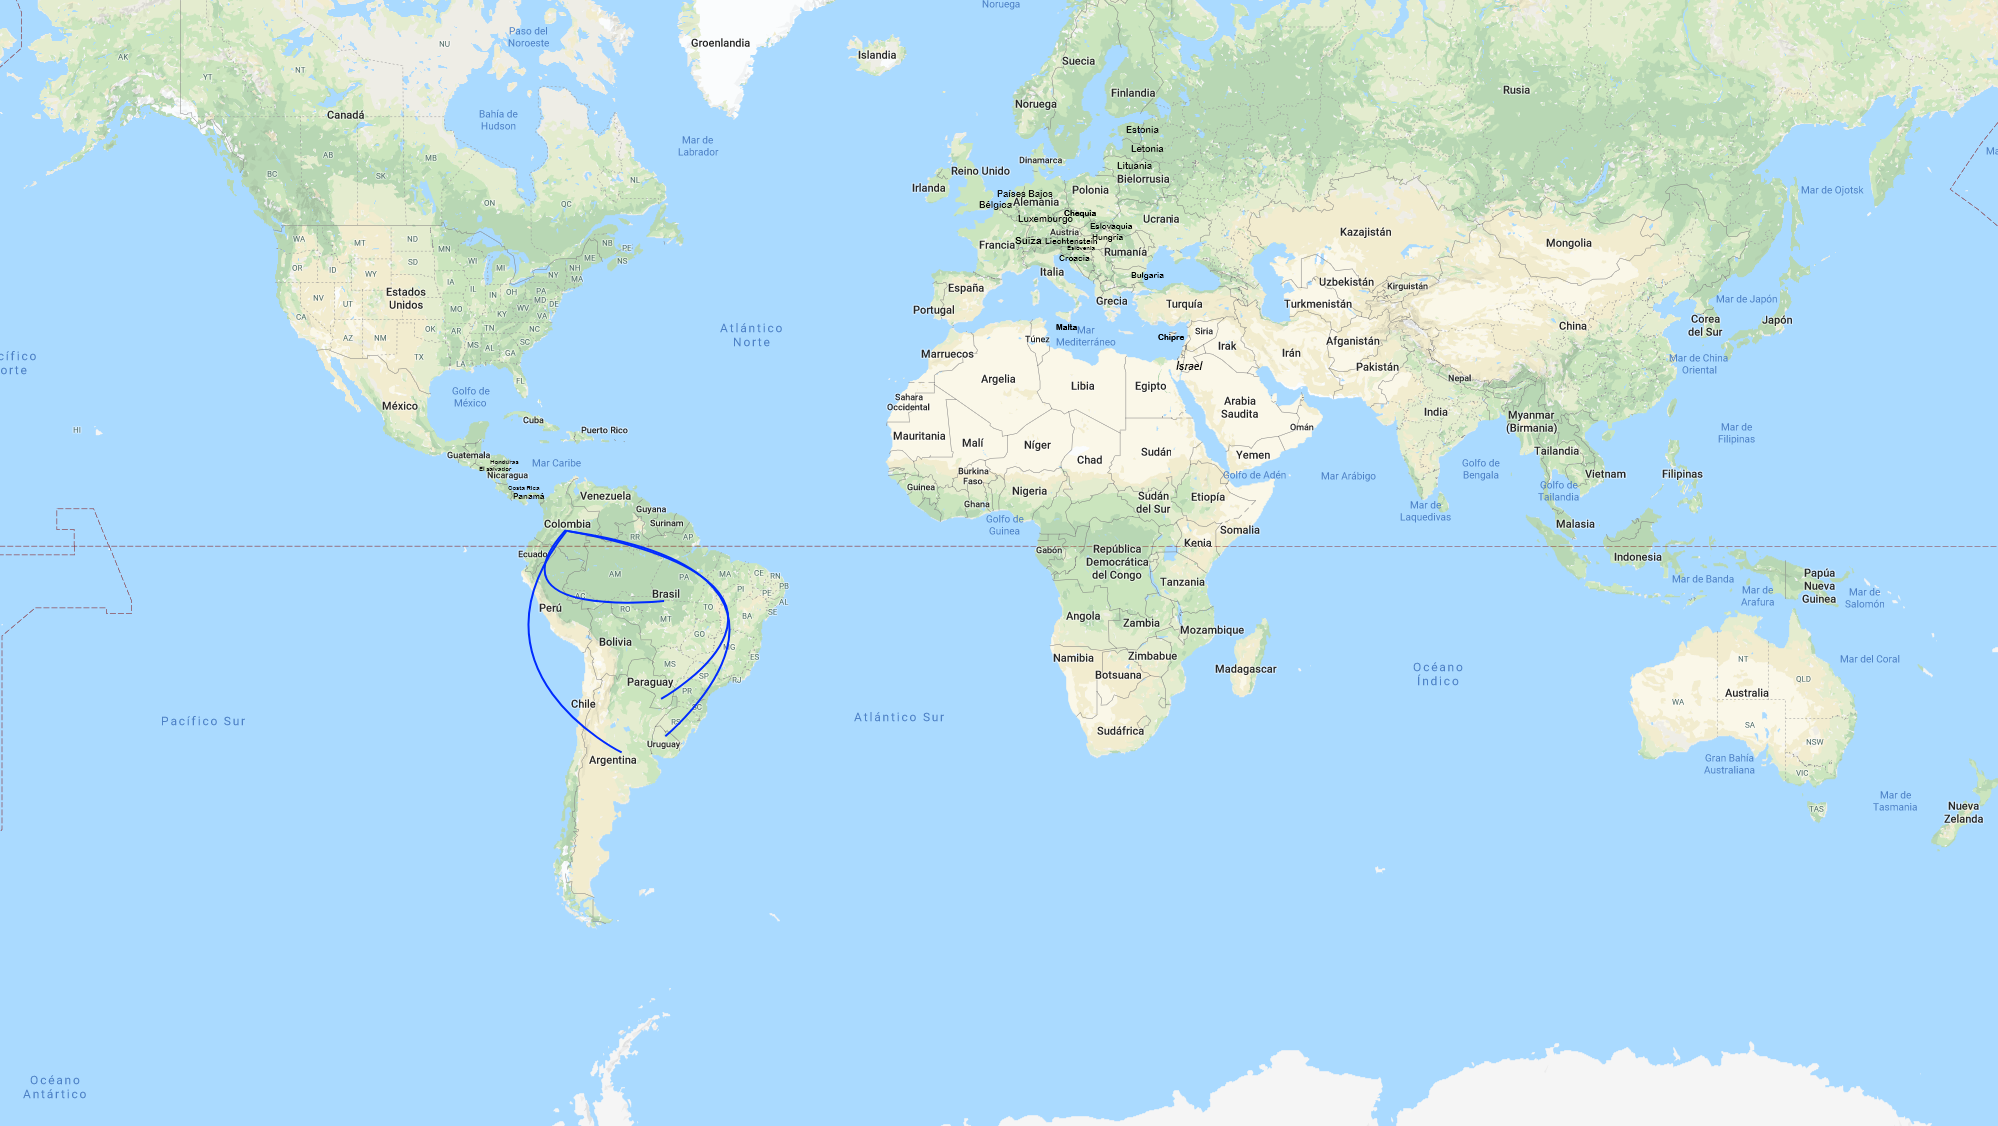 Noruega
Paso del
Noroeste
NU
Groenlandia
Islandia
Suecia
AK
NT
YT
Rusia
Finlandia
Noruega
Canadá
Bahía de
Hudson
Estonia
Mar de
Labrador
Letonia
AB
MB
Dinamarca
Lituania
BC
SK
Reino Unido
Bielorrusia
NL
Irlanda
Polonia
Mar de Ojotsk
Países Bajos
ON
QC
Bélgica
Alemania
Chequia
Luxemburgo
Ucrania
Eslovaquia
Austria
Kazajistán
WA
MT
ND
MN
NB
PE
Francia
Suiza
Liechtenstein
Hungría
Mongolia
Eslovenia
Rumanía
ME
NS
Croacia
OR
ID
WY
SD
WI
MI
NH
MA
Italia
Bulgaria
NY
IA
NE
Uzbekistán
Kirguistán
España
Estados
Unidos
NV
UT
IL
IN
OH
PA
MD
DE
Grecia
Turquía
Turkmenistán
Mar de Japón
Portugal
MO
KY
WV
VA
CA
AZ
NM
OK
AR
TN
NC
SC
Atlántico
Norte
Malta
Mar
Mediterráneo
Chipre
Siria
China
Corea
del Sur
Japón
Túnez
Irak
Irán
Afganistán
MS
AL
GA
TX
LA
Marruecos
cífico
orte
Mar de China
Oriental
Israel
Pakistán
FL
Argelia
Libia
Egipto
Nepal
Golfo de
México
México
Sahara
Occidental
Arabia
Saudita
India
Myanmar
(Birmania)
HI
Cuba
Puerto Rico
Omán
Mauritania
Malí
Níger
Chad
Sudán
Mar de
Filipinas
Guatemala
Honduras
El salvador
Mar Caribe
Yemen
Tailandia
Nicaragua
Burkina
Faso
Golfo de Adén
Mar Arábigo
Golfo de
Bengala
Vietnam
Filipinas
Costa Rica
Panamá
Venezuela
Guinea
Nigeria
Sudán
del Sur
Etiopía
Golfo de
Tailandia
Guyana
Ghana
Mar de
Laquedivas
Colombia
Surinam
Golfo de
Guinea
Malasia
Somalia
RR
AP
Ecuado
Gabón
República
Democrática
del Congo
Kenia
Indonesia
AM
PA
MA
CE
RN
PB
PI
PE
AL
SE
Tanzania
Mar de Banda
Papúa
Nueva
Guinea
Mar de
Arafura
Mar de
Salomón
AC
Brasil
Perú
RO
TO
BA
MT
Angola
Zambia
Mozambique
Bolivia
GO
MG
ES
Namibia
Zimbabue
Botsuana
Madagascar
Océano
Índico
NT
Mar del Coral
MS
SP
RJ
Paraguay
PR
QLD
WA
Australia
Chile
SC
Pacífico Sur
Atlántico Sur
RS
SA
Sudáfrica
Uruguay
NSW
Argentina
Gran Bahía
Australiana
VIC
Mar de
Tasmania
TAS
Nueva
Zelanda
Océano
Antártico